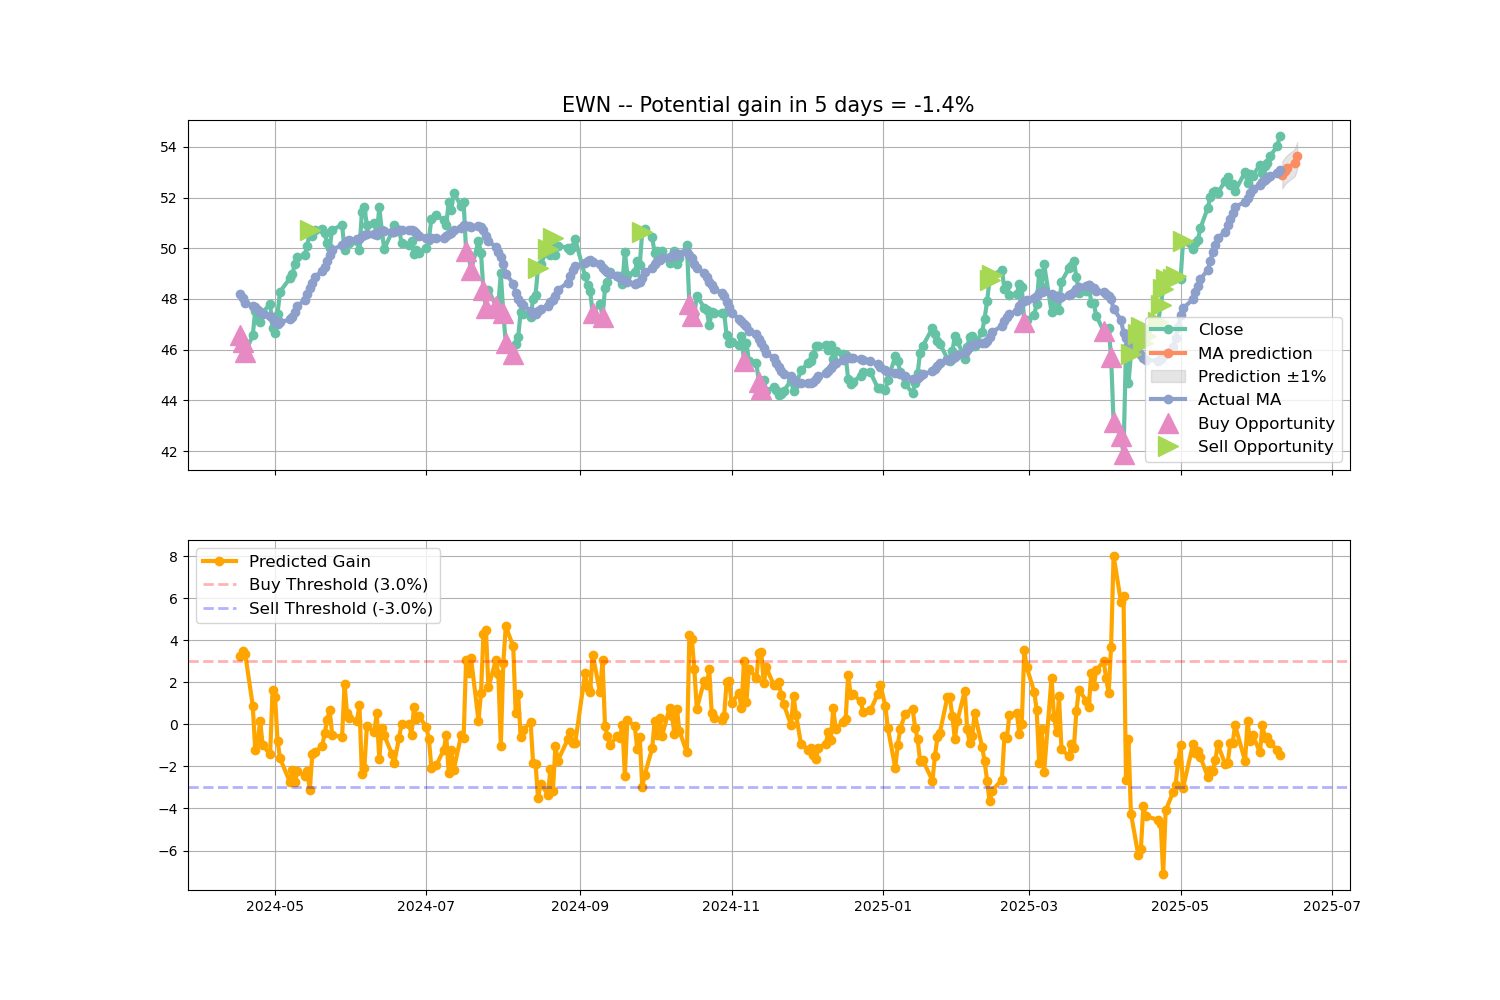 EWN -- Potential gain in 5 days = -1.4%
54
52
50
48
46
44
42
Close
MA prediction
Prediction ±1%
Actual MA
Buy Opportunity
Sell Opportunity
8
6
4
2
0
−2
−4
−6
Predicted Gain
Buy Threshold (3.0%)
Sell Threshold (-3.0%)
2024-05
2024-07
2024-09
2024-11
2025-01
2025-03
2025-05
2025-07